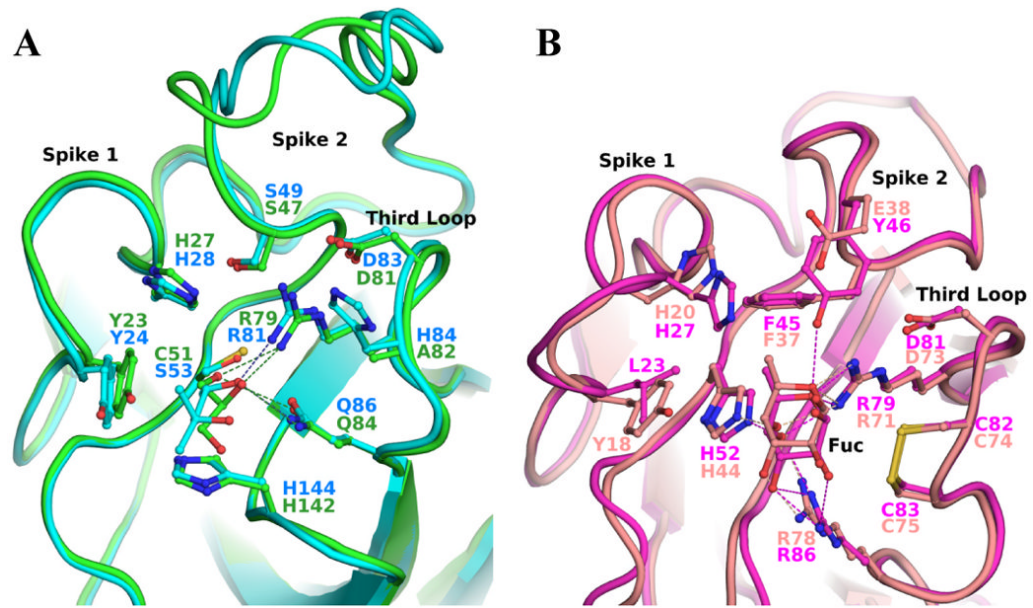 A
Spike 1
Spike 2
S49
S47
Third Loop
H27
H28
D83
D81
Y23
Y24
R79
R81
C51
S53
H84
A82
Q86
Q84
H144
H142
B
Spike 1
Spike 2
E38
Y46
Third Loop
H20
H27
F45
F37
D81
D73
L23
R79
R71
Y18
H52
H44
Fuc
C82
C74
C83
C75
R78
R86